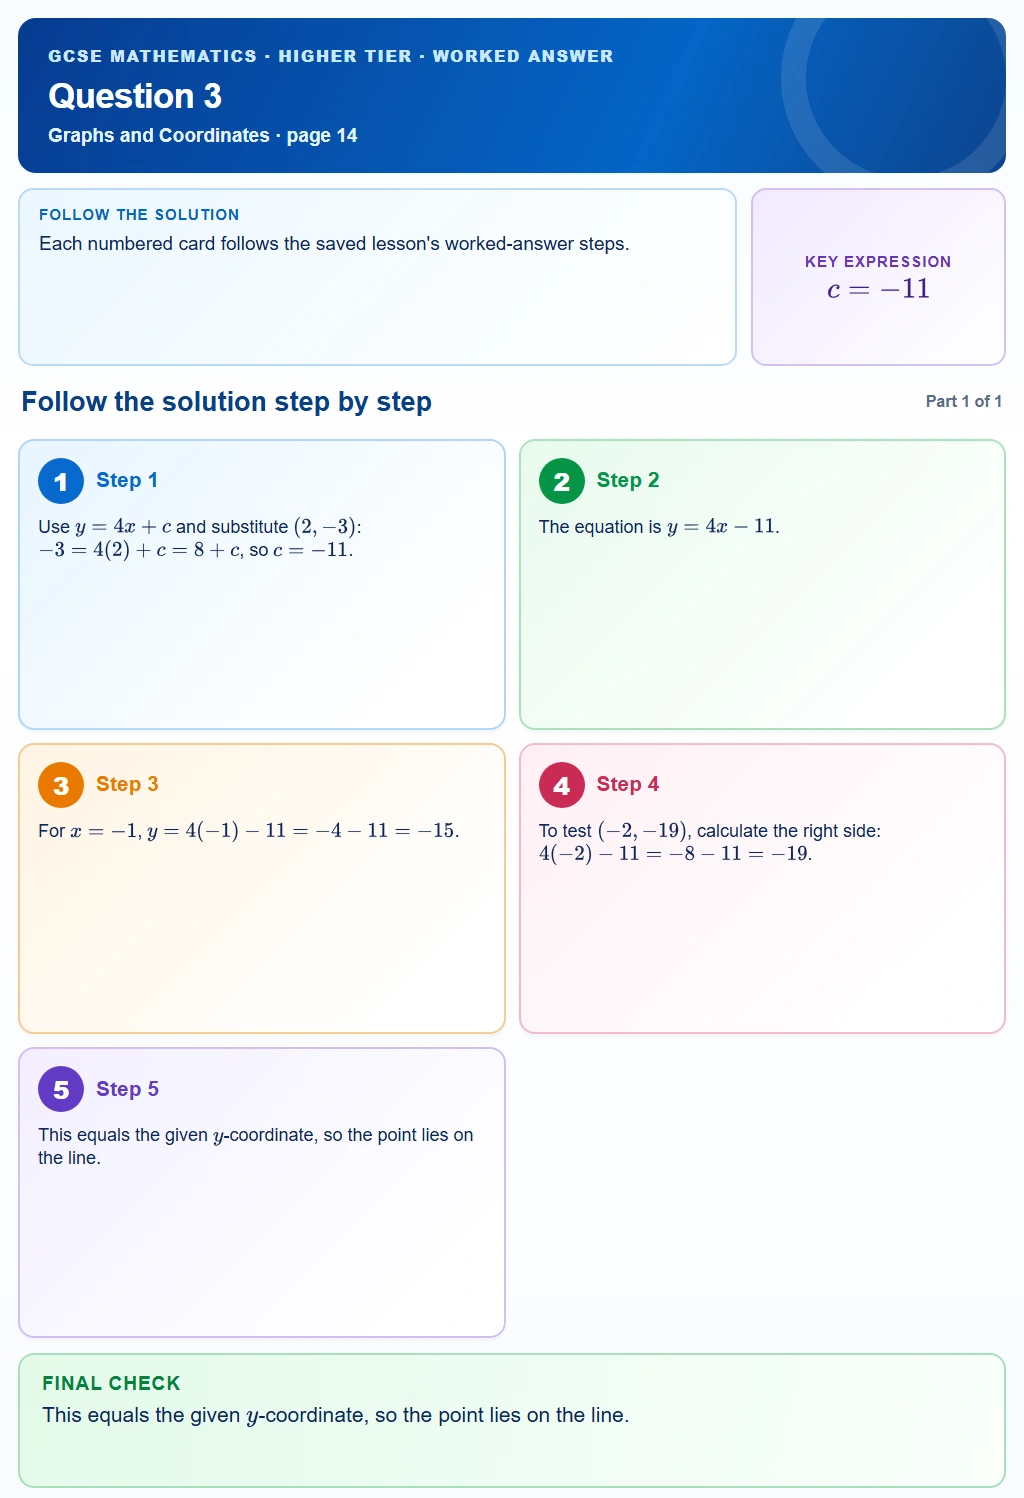 GCSE MATHEMATICS · HIGHER TIER · WORKED ANSWER
Question 3
Graphs and Coordinates · page 14
FOLLOW THE SOLUTION
Each numbered card follows the saved lesson's worked-answer steps.
KEY EXPRESSION
c = −11
Follow the solution step by step
Part 1 of 1
1 Step 1
Use y = 4x + c and substitute (2, −3):
−3 = 4(2) + c = 8 + c, so c = −11.
2 Step 2
The equation is y = 4x − 11.
3 Step 3
For x = −1, y = 4(−1) − 11 = −4 − 11 = −15.
4 Step 4
To test (−2, −19), calculate the right side:
4(−2) − 11 = −8 − 11 = −19.
5 Step 5
This equals the given y-coordinate, so the point lies on
the line.
FINAL CHECK
This equals the given y-coordinate, so the point lies on the line.